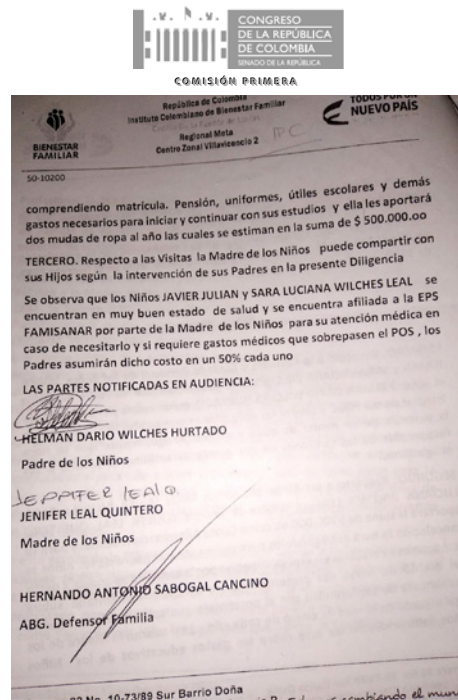 CONGRESO
DE LA REPÚBLICA
DE COLOMBIA
SENADO DE LA REPÚBLICA
COMISIÓN PRIMERA
BIENESTAR
FAMILIAR
República de Colombia
Instituto Colombiano de Bienestar Familiar
Regional Meta
Centro Zonal Villavicencio 2
IPC
TODOS POR UN
NUEVO PAÍS
50-10200
comprendiendo matrícula. Pensión, uniformes, útiles escolares y demás
gastos necesarios para iniciar y continuar con sus estudios y ella les aportará
dos mudas de ropa al año las cuales se estiman en la suma de $ 500.000.oo
TERCERO. Respecto a las Visitas la Madre de los Niños puede compartir con
sus Hijos según la intervención de sus Padres en la presente Diligencia
Se observa que los Niños JAVIER JULIAN y SARA LUCIANA WILCHES LEAL se
encuentran en muy buen estado de salud y se encuentra afiliada a la EPS
FAMISANAR por parte de la Madre de los Niños para su atención médica en
caso de necesitarlo y si requiere gastos médicos que sobrepasen el POS , los
Padres asumirán dicho costo en un 50% cada uno
LAS PARTES NOTIFICADAS EN AUDIENCIA:
HELMAN DARIO WILCHES HURTADO
Padre de los Niños
JENIFER LEAL QUINTERO
Madre de los Niños
HERNANDO ANTONIO SABOGAL CANCINO
ABG. Defensor Familia
No. 10-73/89 Sur Barrio Doña
cambiando el mun